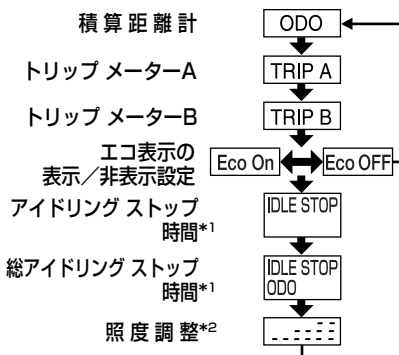 積算距離計 ODO
トリップ メーターA TRIP A
トリップ メーターB TRIP B
エコ表示の
表示／非表示設定 Eco On Eco OFF
アイドリング ストップ
時間*1
IDLE STOP
総アイドリング ストップ
時間*1
IDLE STOP
ODO
照度調整*2